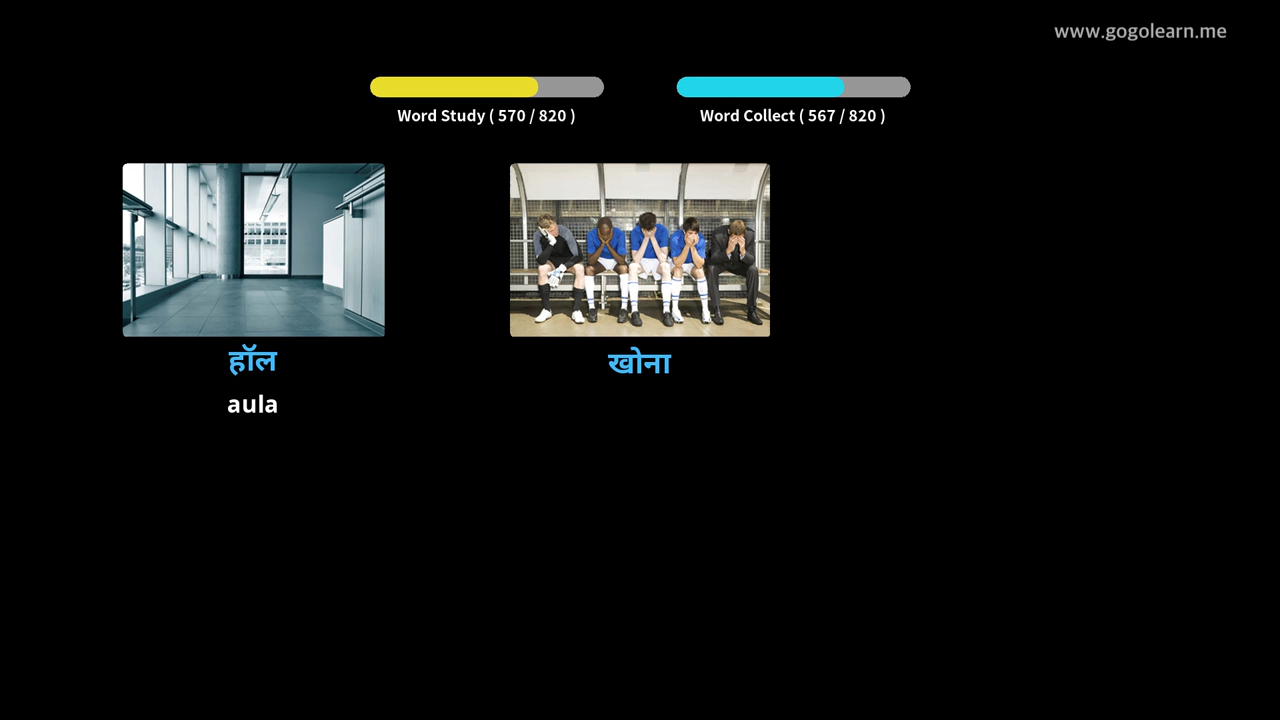 www.gogolearn.me
Word Study ( 570 / 820 )
Word Collect ( 567 / 820 )
हॉल
खोना
aula